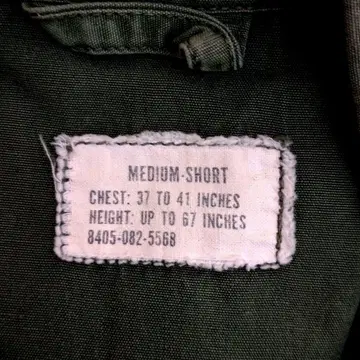 MEDIUM-SHORT
CHEST: 37 TO 41 INCHES
HEIGHT: UP TO 67 INCHES
8405-082-5568